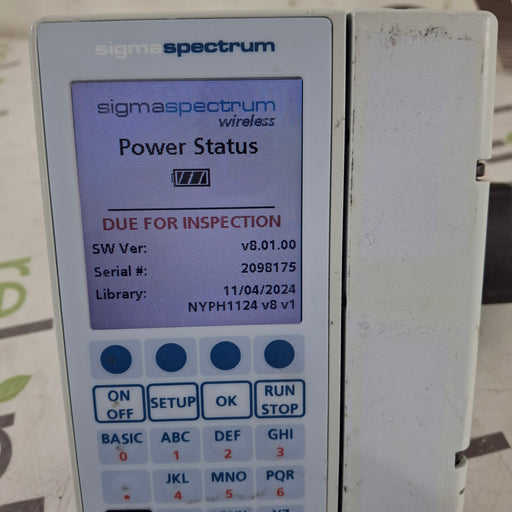 sigmaspectrum
sigmaspectrum
wireless
Power Status
DUE FOR INSPECTION
SW Ver: v8.01.00
Serial #: 2098175
Library: 11/04/2024
NYPH1124 v8 v1
ON OFF SETUP OK RUN STOP
BASIC ABC DEF GHI
0 1 2 3
JKL MNO PQR
. 4 5 6